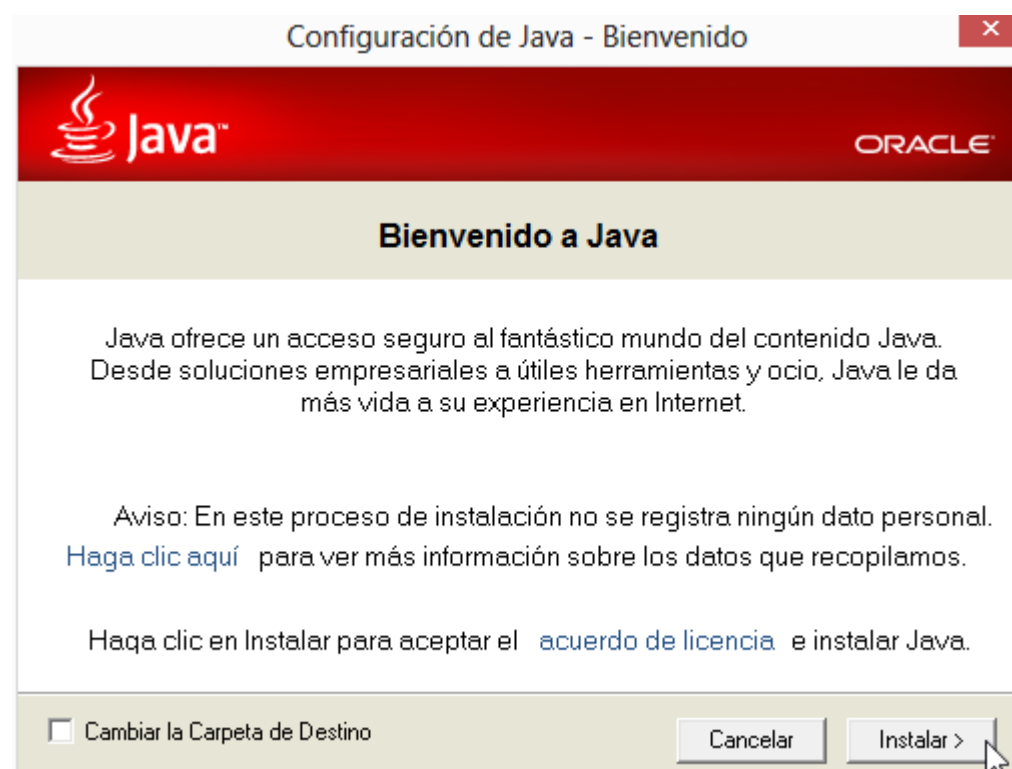 Configuración de Java - Bienvenido
Java™
ORACLE
Bienvenido a Java
Java ofrece un acceso seguro al fantástico mundo del contenido Java.
Desde soluciones empresariales a útiles herramientas y ocio, Java le da
más vida a su experiencia en Internet.
Aviso: En este proceso de instalación no se registra ningún dato personal.
Haga clic aquí para ver más información sobre los datos que recopilamos.
Haga clic en Instalar para aceptar el acuerdo de licencia e instalar Java.
Cambiar la Carpeta de Destino
Cancelar
Instalar >